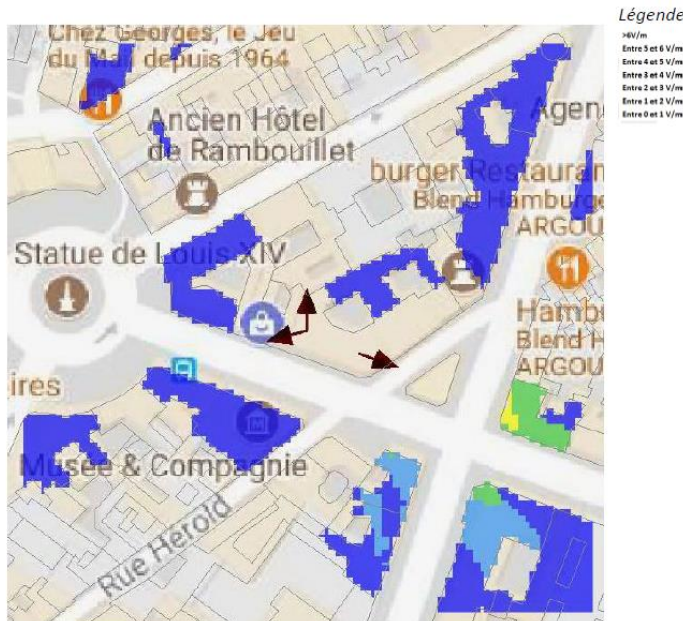 Légende
>6V/m
Entre 5 et 6 V/m
Entre 4 et 5 V/m
Entre 3 et 4 V/m
Entre 2 et 3 V/m
Entre 1 et 2 V/m
Entre 0 et 1 V/m
Chez Georges, le Jeu
du Mail depuis 1964
Ancien Hôtel
de Rambouillet
Agen
burger Restauran
Blend Hamburge
ARGOU
Statue de Louis XIV
Hambu
Blend H
ARGOU
ires
Musée & Compagnie
Rue Hérold